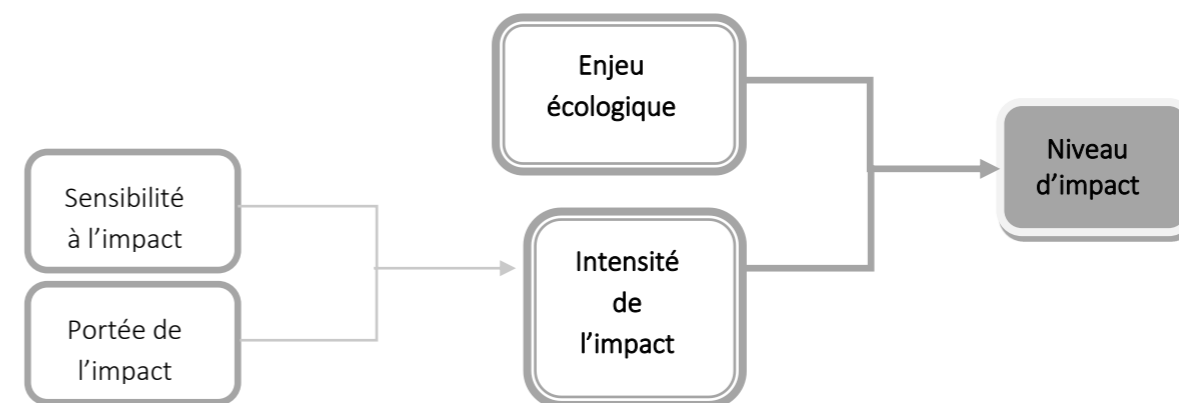 Enjeu
écologique
Niveau
d’impact
Sensibilité
à l’impact
Intensité
de
l’impact
Portée de
l’impact